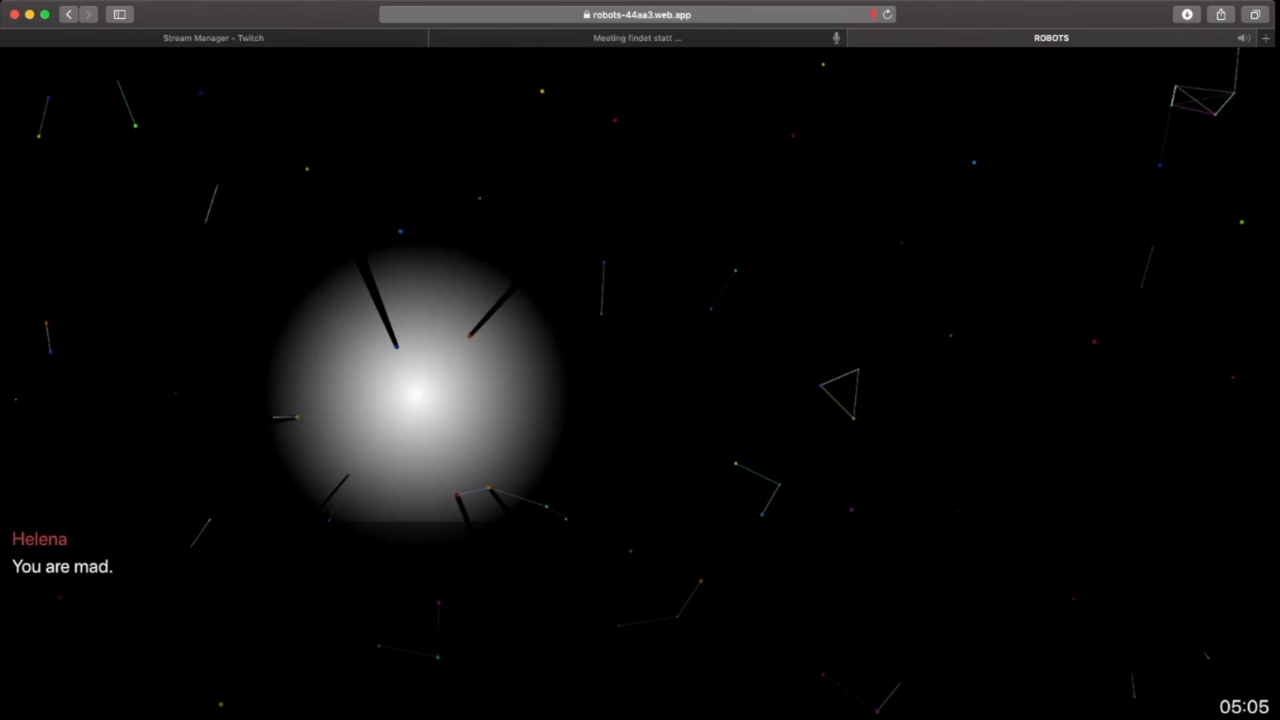 robots-44aa3.web.app
Stream Manager - Twitch
Meeting findet statt ...
ROBOTS
Helena
You are mad.
05:05